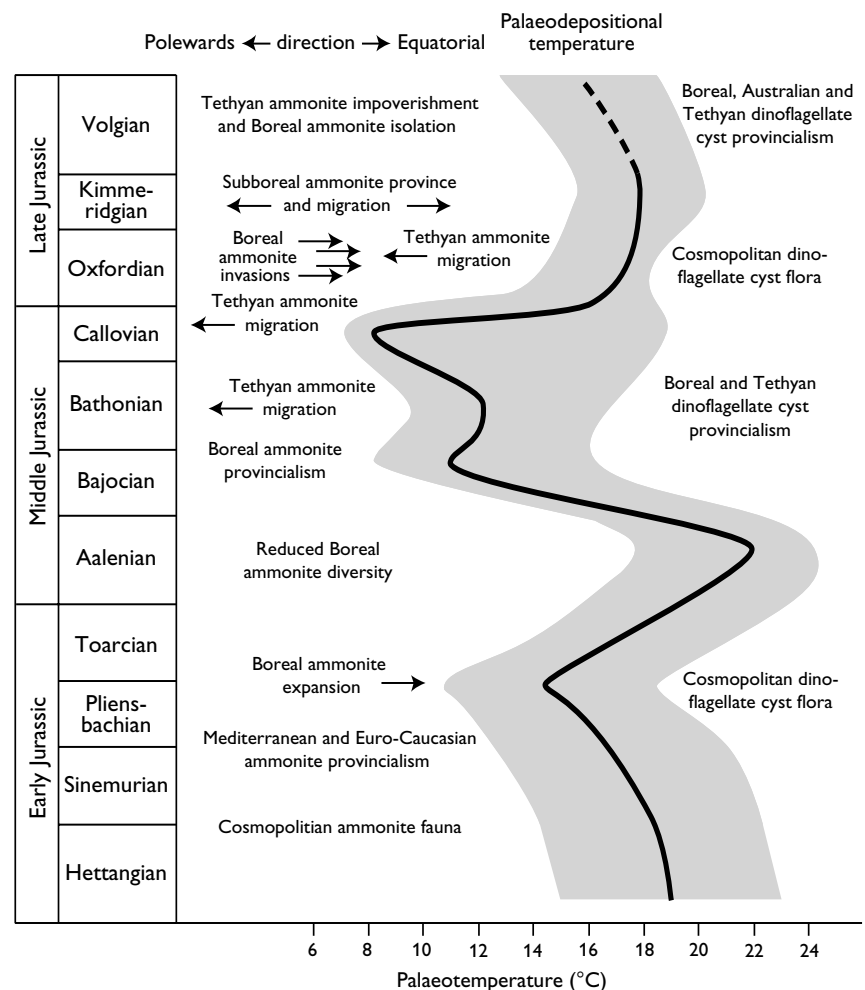 Polewards direction Equatorial
Palaeodepositional
temperature
Late Jurassic
Volgian
Tethyan ammonite impoverishment
and Boreal ammonite isolation
Boreal, Australian and
Tethyan dinoflagellate
cyst provincialism
Kimme-
ridgian
Subboreal ammonite province
and migration
Oxfordian
Boreal
ammonite
invasions
Tethyan ammonite
migration
Cosmopolitan dino-
flagellate cyst flora
Middle Jurassic
Callovian
Tethyan ammonite
migration
Bathonian
Tethyan ammonite
migration
Boreal and Tethyan
dinoflagellate cyst
provincialism
Bajocian
Boreal ammonite
provincialism
Aalenian
Reduced Boreal
ammonite diversity
Early Jurassic
Toarcian
Boreal ammonite
expansion
Cosmopolitan dino-
flagellate cyst flora
Pliens-
bachian
Mediterranean and Euro-Caucasian
ammonite provincialism
Sinemurian
Cosmopolitian ammonite fauna
Hettangian
6 8 10 12 14 16 18 20 22 24
Palaeotemperature (°C)